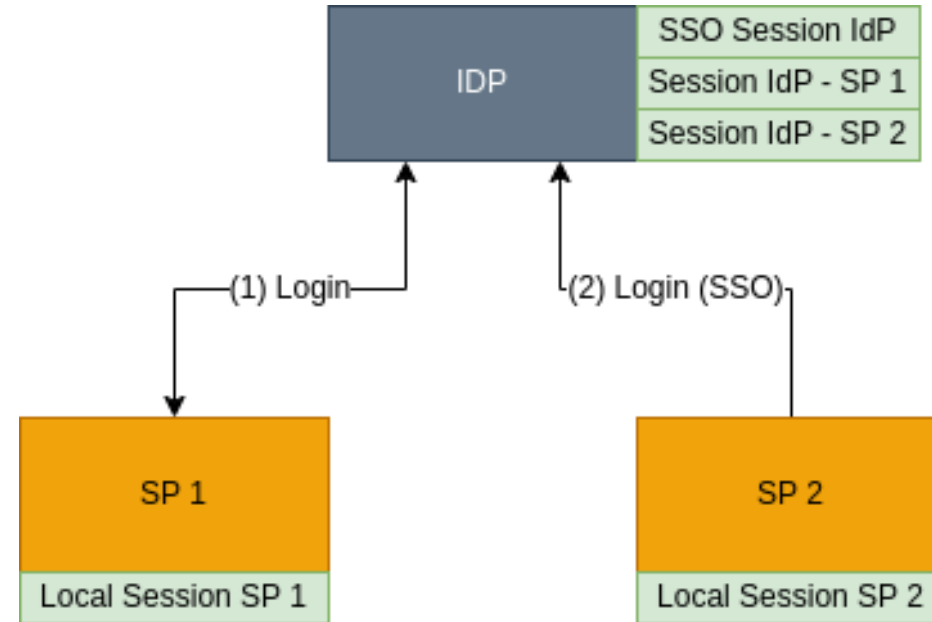 IDP
SSO Session IdP
Session IdP - SP 1
Session IdP - SP 2
(1) Login
(2) Login (SSO)
SP 1
SP 2
Local Session SP 1
Local Session SP 2